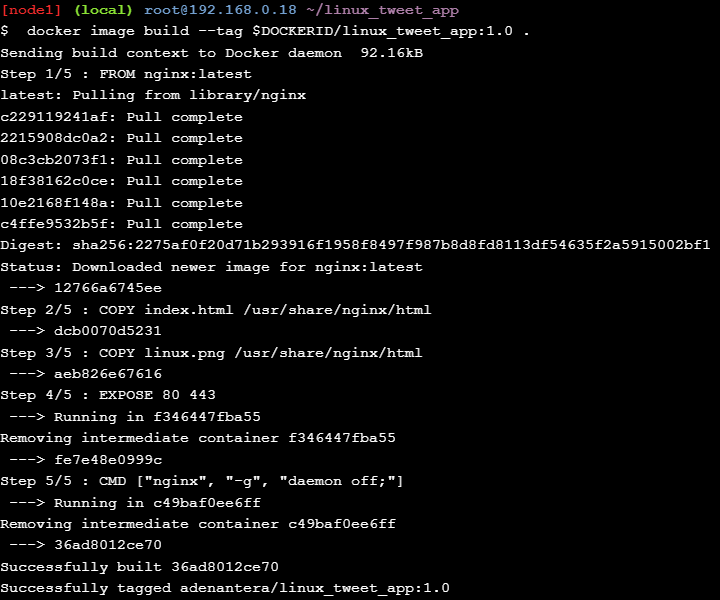 [node1] (local) root@192.168.0.18 ~/linux_tweet_app
$  docker image build --tag $DOCKERID/linux_tweet_app:1.0 .
Sending build context to Docker daemon  92.16kB
Step 1/5 : FROM nginx:latest
latest: Pulling from library/nginx
c229119241af: Pull complete
2215908dc0a2: Pull complete
08c3cb2073f1: Pull complete
18f38162c0ce: Pull complete
10e2168f148a: Pull complete
c4ffe9532b5f: Pull complete
Digest: sha256:2275af0f20d71b293916f1958f8497f987b8d8fd8113df54635f2a5915002bf1
Status: Downloaded newer image for nginx:latest
 ---> 12766a6745ee
Step 2/5 : COPY index.html /usr/share/nginx/html
 ---> dcb0070d5231
Step 3/5 : COPY linux.png /usr/share/nginx/html
 ---> aeb826e67616
Step 4/5 : EXPOSE 80 443
 ---> Running in f346447fba55
Removing intermediate container f346447fba55
 ---> fe7e48e0999c
Step 5/5 : CMD ["nginx", "-g", "daemon off;"]
 ---> Running in c49baf0ee6ff
Removing intermediate container c49baf0ee6ff
 ---> 36ad8012ce70
Successfully built 36ad8012ce70
Successfully tagged adenantera/linux_tweet_app:1.0